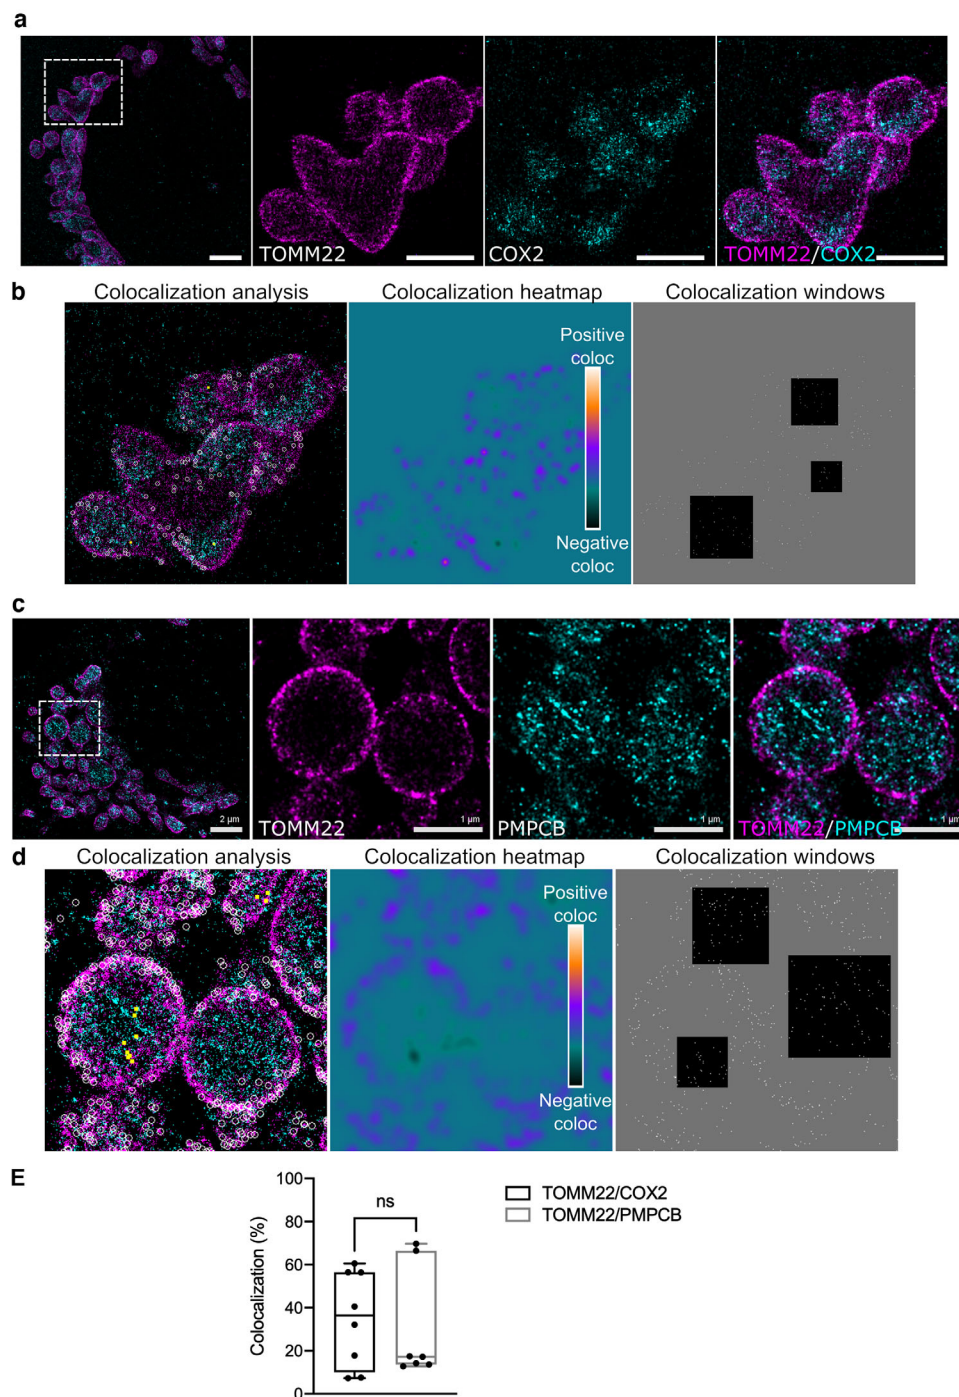 a
TOMM22
COX2
TOMM22/COX2
b
Colocalization analysis
Colocalization heatmap
Colocalization windows
Positive
coloc
Negative
coloc
c
2 µm
TOMM22
1 µm
PMPCB
1 µm
TOMM22/PMPCB
1 µm
d
Colocalization analysis
Colocalization heatmap
Colocalization windows
Positive
coloc
Negative
coloc
E
100
80
60
40
20
0
Colocalization (%)
ns
TOMM22/COX2
TOMM22/PMPCB